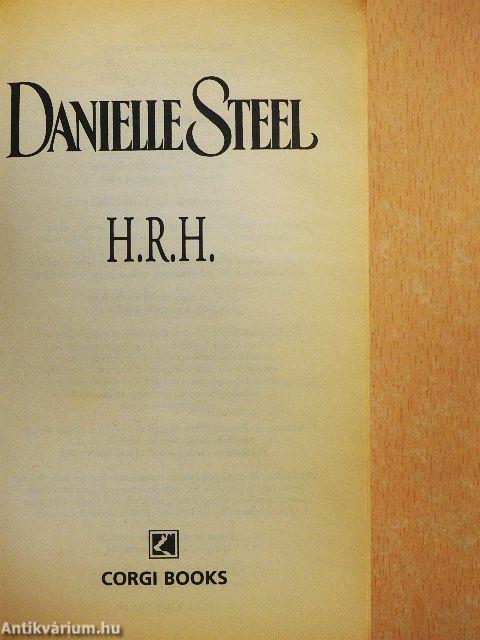 DANIELLE STEEL
H.R.H.
CORGI BOOKS
Antikvárium.hu